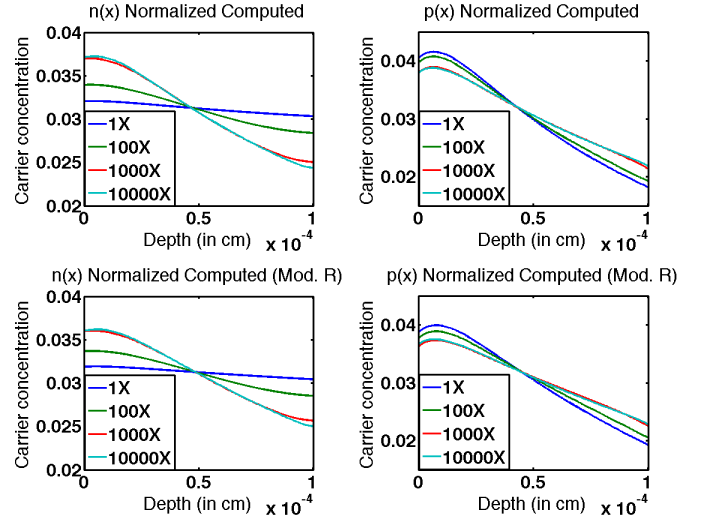 n(x) Normalized Computed
Carrier concentration
0.04
0.035
0.03
0.025
0.02
1X
100X
1000X
10000X
0
0.5
1
Depth (in cm)
x 10⁻⁴
p(x) Normalized Computed
Carrier concentration
0.04
0.03
0.02
1X
100X
1000X
10000X
0
0.5
1
Depth (in cm)
x 10⁻⁴
n(x) Normalized Computed (Mod. R)
Carrier concentration
0.04
0.035
0.03
0.025
0.02
1X
100X
1000X
10000X
0
0.5
1
Depth (in cm)
x 10⁻⁴
p(x) Normalized Computed (Mod. R)
Carrier concentration
0.04
0.03
0.02
1X
100X
1000X
10000X
0
0.5
1
Depth (in cm)
x 10⁻⁴